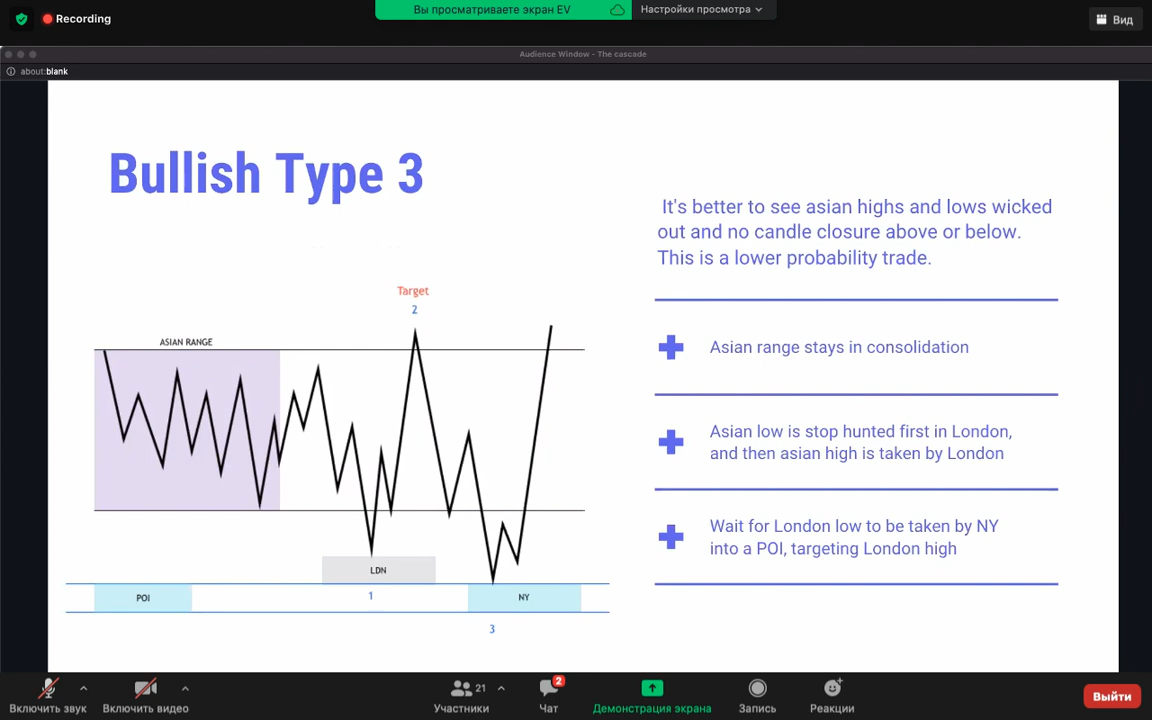 Recording
Вы просматриваете экран EV
Настройки просмотра
Вид
Audience Window - The cascade
about:blank
Bullish Type 3
It's better to see asian highs and lows wicked
out and no candle closure above or below.
This is a lower probability trade.
Target
2
ASIAN RANGE
Asian range stays in consolidation
Asian low is stop hunted first in London,
and then asian high is taken by London
Wait for London low to be taken by NY
into a POI, targeting London high
LDN
1
POI
NY
3
Включить звук
Включить видео
21
Участники
2
Чат
Демонстрация экрана
Запись
Реакции
Выйти